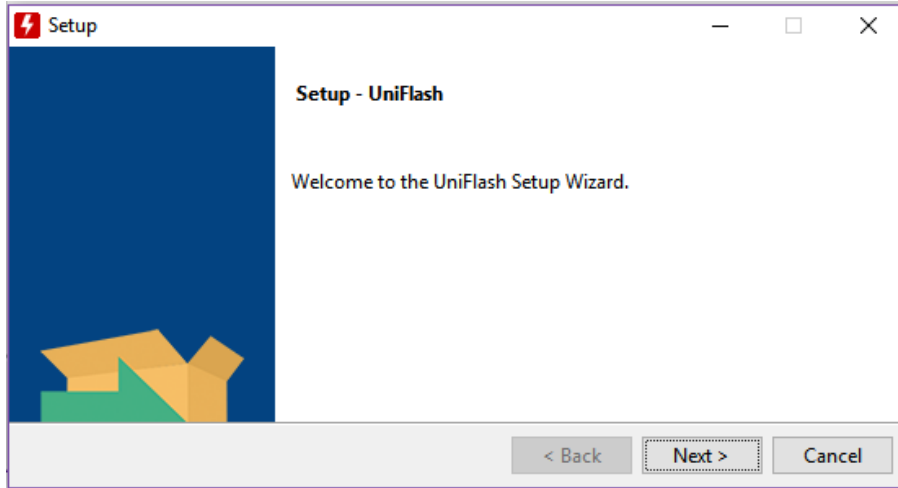 Setup
Setup - UniFlash
Welcome to the UniFlash Setup Wizard.
< Back Next > Cancel